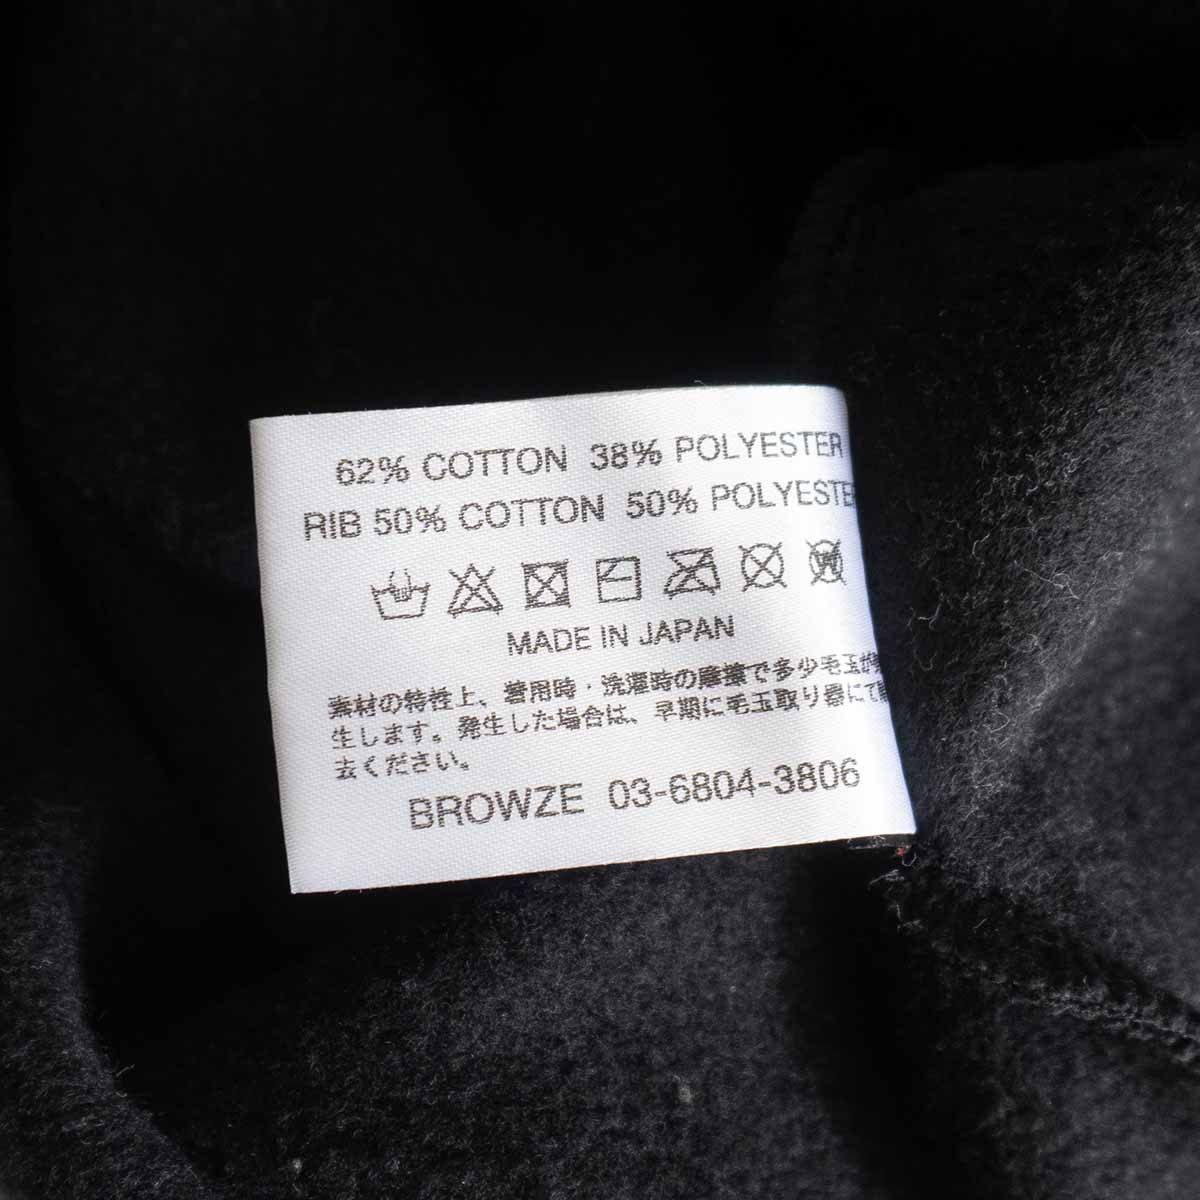 62% COTTON 38% POLYESTER
RIB 50% COTTON 50% POLYESTE
MADE IN JAPAN
素材の特性上、着用時・洗濯時の摩擦で多少毛玉が
生します。発生した場合は、早期に毛玉取り器にて
去ください。
BROWZE 03-6804-3806